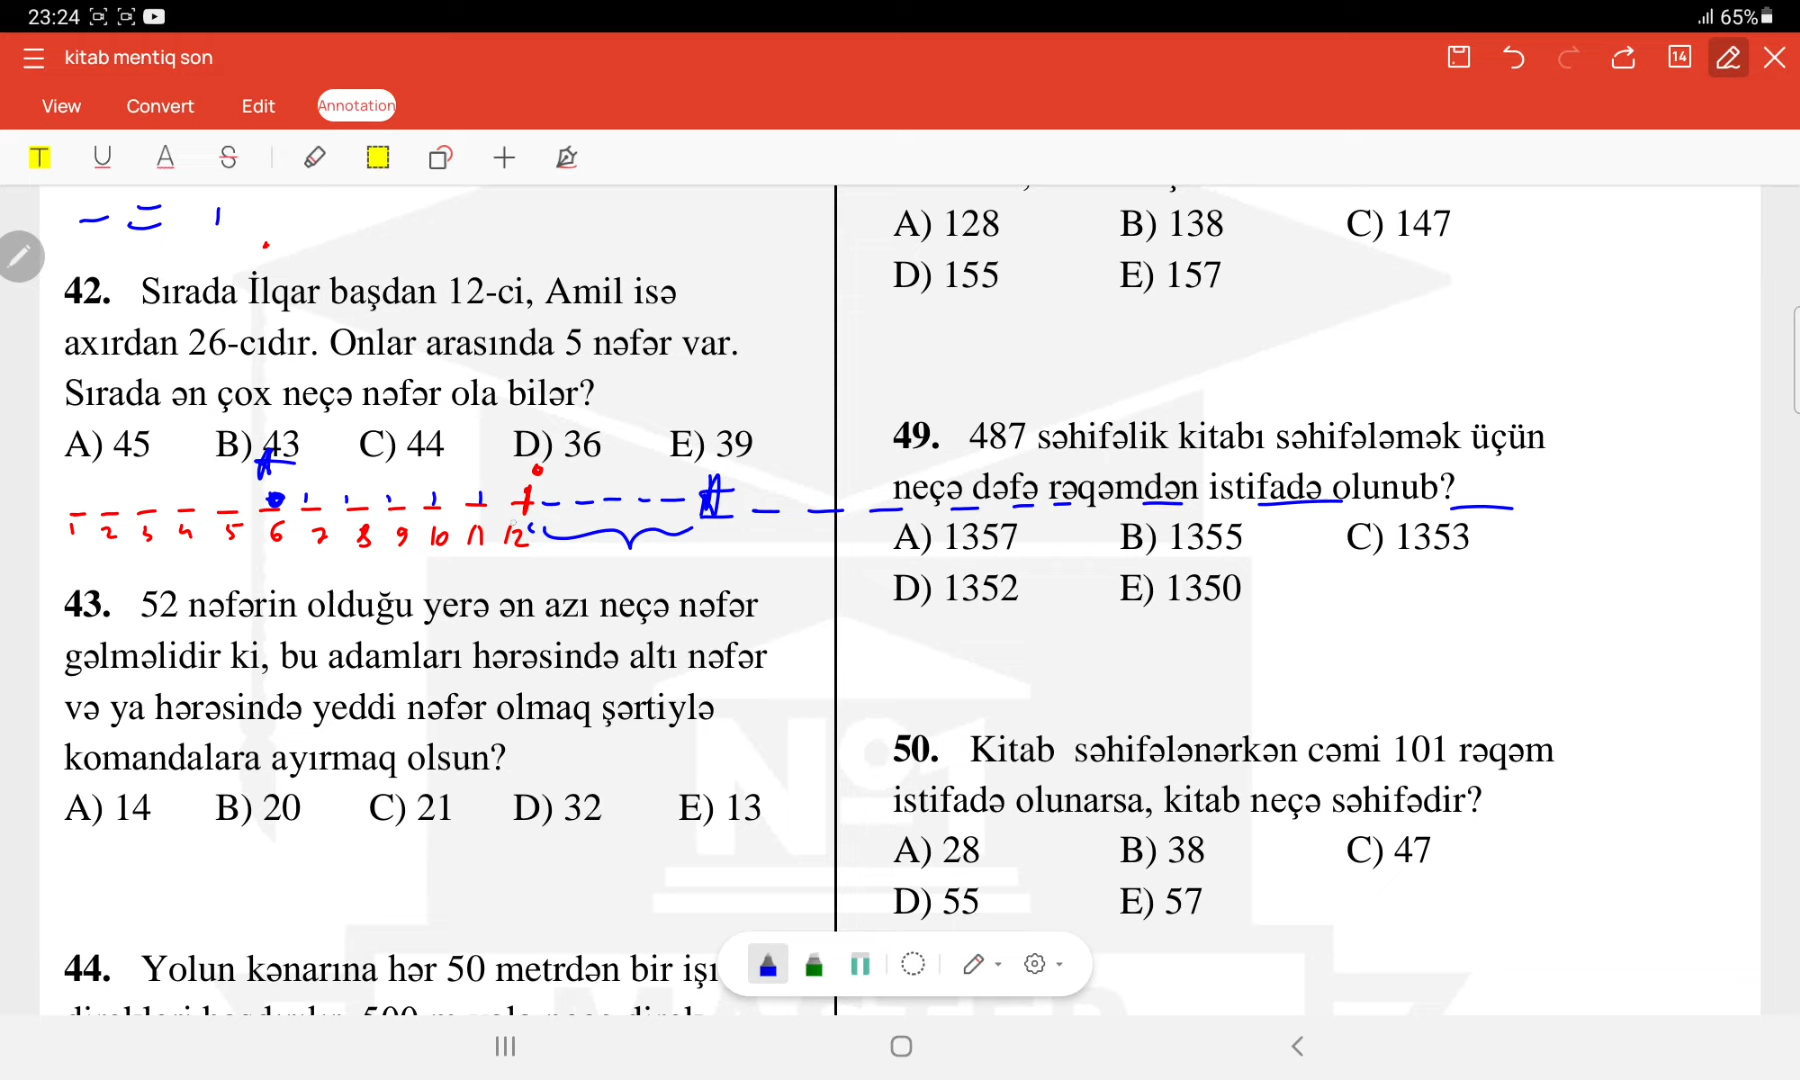 23:24
65%
kitab mentiq son
14
View Convert Edit Annotation
T U A S
42. Sırada İlqar başdan 12-ci, Amil isə
axırdan 26-cıdır. Onlar arasında 5 nəfər var.
Sırada ən çox neçə nəfər ola bilər?
A) 45 B) 43 C) 44 D) 36 E) 39
1 2 3 4 5 6 7 8 9 10 11 12
43. 52 nəfərin olduğu yerə ən azı neçə nəfər
gəlməlidir ki, bu adamları hərəsində altı nəfər
və ya hərəsində yeddi nəfər olmaq şərtiylə
komandalara ayırmaq olsun?
A) 14 B) 20 C) 21 D) 32 E) 13
44. Yolun kənarına hər 50 metrdən bir
A) 128 B) 138 C) 147
D) 155 E) 157
49. 487 səhifəlik kitabı səhifələmək üçün
neçə dəfə rəqəmdən istifadə olunub?
A) 1357 B) 1355 C) 1353
D) 1352 E) 1350
50. Kitab səhifələnərkən cəmi 101 rəqəm
istifadə olunarsa, kitab neçə səhifədir?
A) 28 B) 38 C) 47
D) 55 E) 57
№1